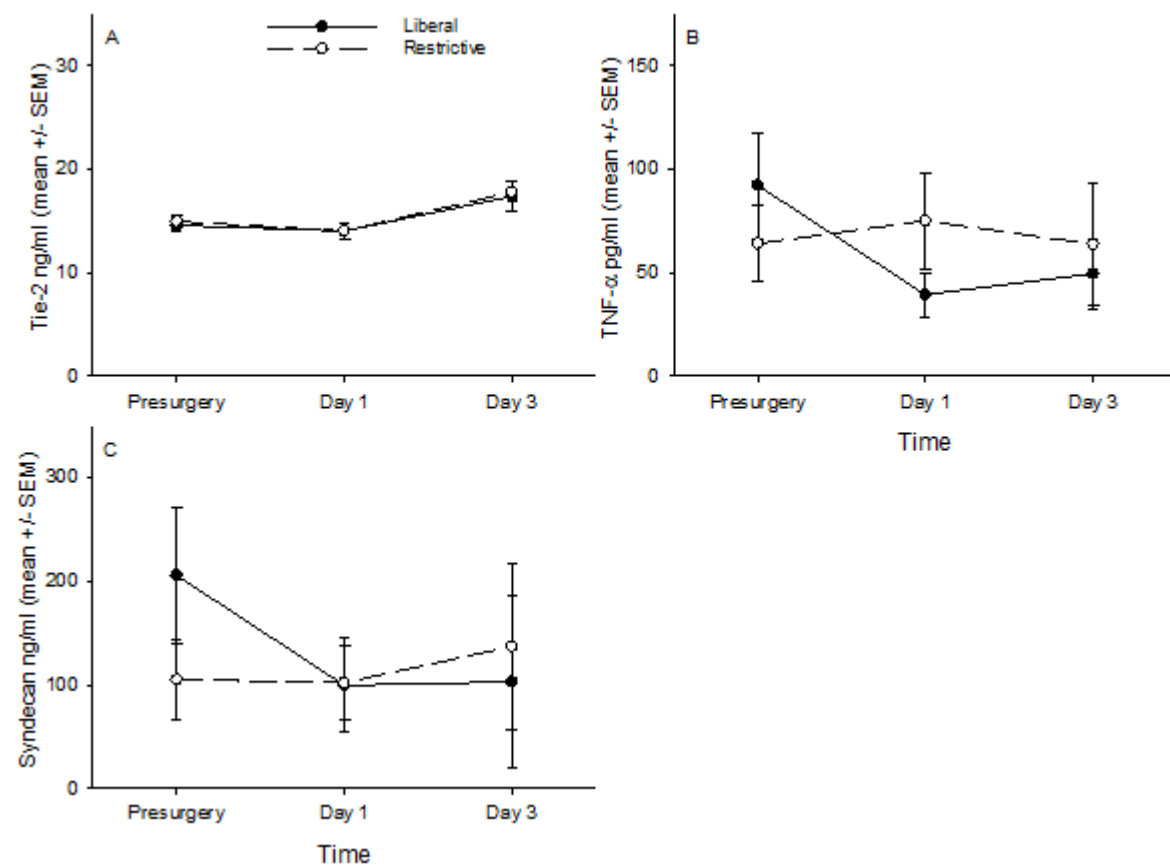 A
Liberal
Restrictive
Tie-2 ng/ml (mean +/- SEM)
30
20
10
0
Presurgery Day 1 Day 3
B
TNF-α pg/ml (mean +/- SEM)
150
100
50
0
Presurgery Day 1 Day 3
Time
C
Syndecan ng/ml (mean +/- SEM)
300
200
100
0
Presurgery Day 1 Day 3
Time